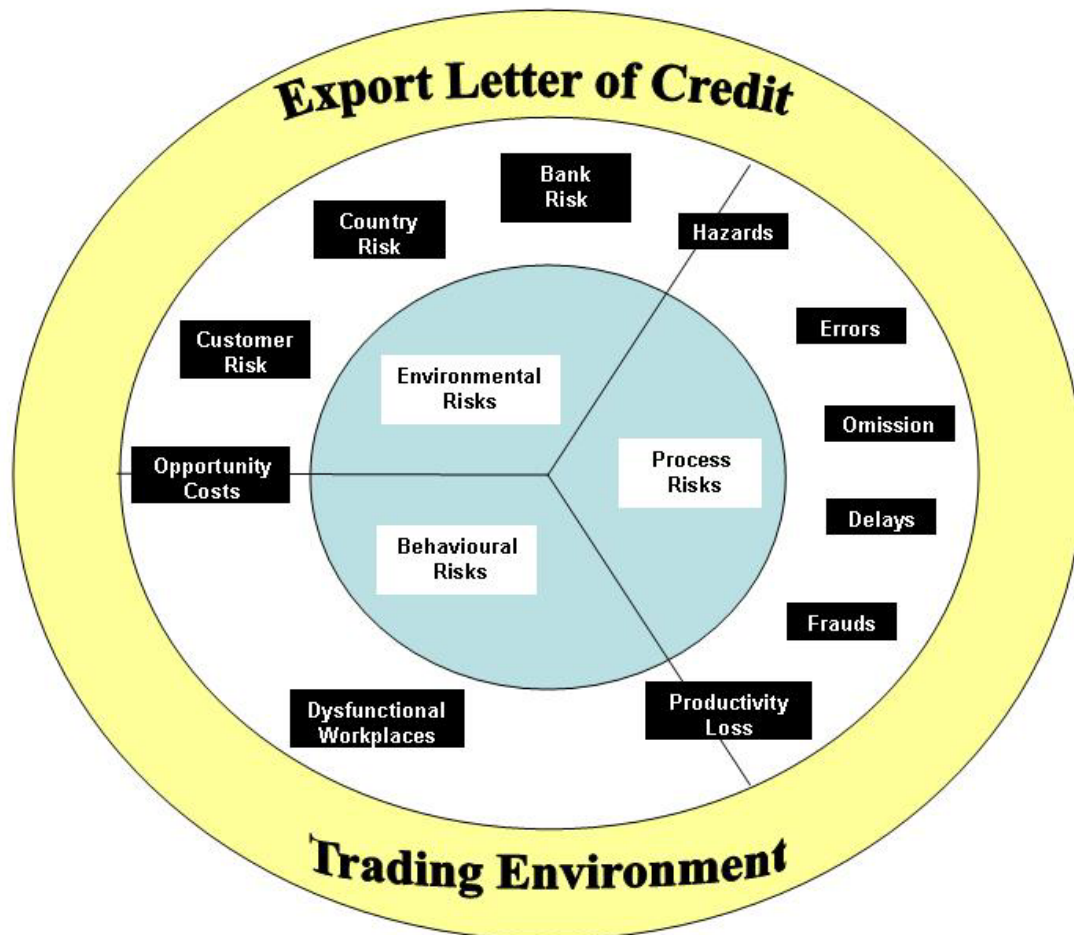 Export Letter of Credit
Bank
Risk
Country
Risk
Hazards
Errors
Customer
Risk
Environmental
Risks
Omission
Opportunity
Costs
Process
Risks
Delays
Behavioural
Risks
Frauds
Dysfunctional
Workplaces
Productivity
Loss
Trading Environment